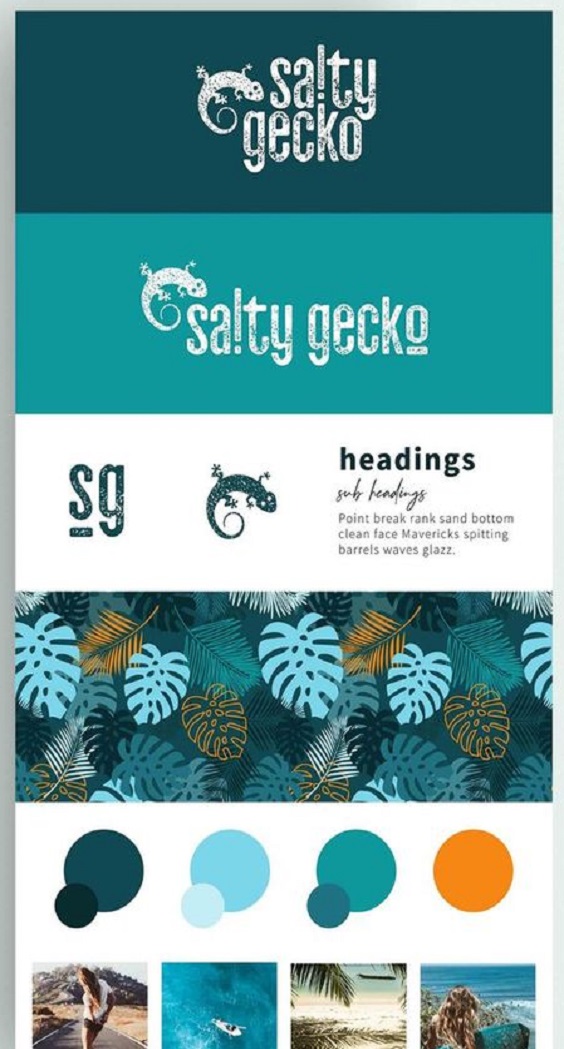 salty
gecko
salty gecko
sg
headings
sub headings
Point break rank sand bottom
clean face Mavericks spitting
barrels waves glazz.